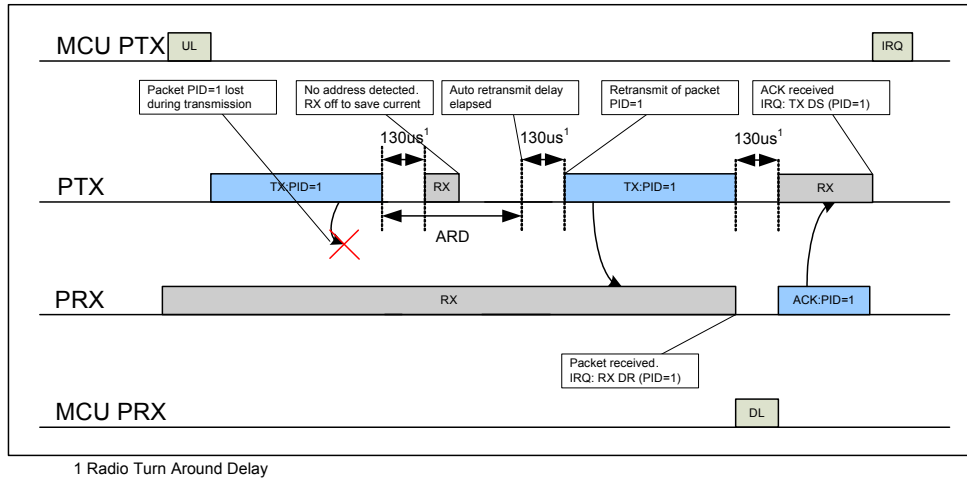 MCU PTX
UL
IRQ
Packet PID=1 lost
during transmission
No address detected.
RX off to save current
Auto retransmit delay
elapsed
Retransmit of packet
PID=1
ACK received
IRQ: TX DS (PID=1)
130us1
130us1
130us1
PTX
TX:PID=1
RX
TX:PID=1
RX
ARD
PRX
RX
ACK:PID=1
Packet received.
IRQ: RX DR (PID=1)
MCU PRX
DL
1 Radio Turn Around Delay